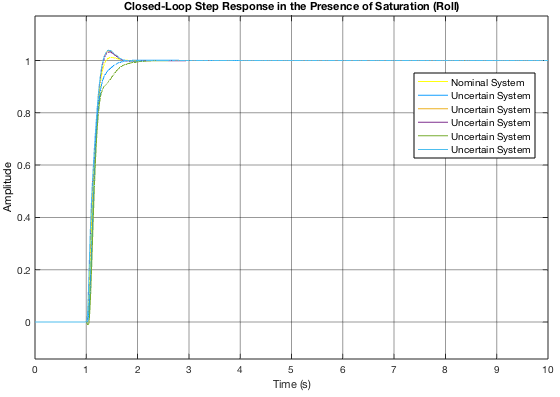 Closed-Loop Step Response in the Presence of Saturation (Roll)
1
0.8
0.6
0.4
0.2
0
Amplitude
Nominal System
Uncertain System
Uncertain System
Uncertain System
Uncertain System
Uncertain System
0 1 2 3 4 5 6 7 8 9 10
Time (s)